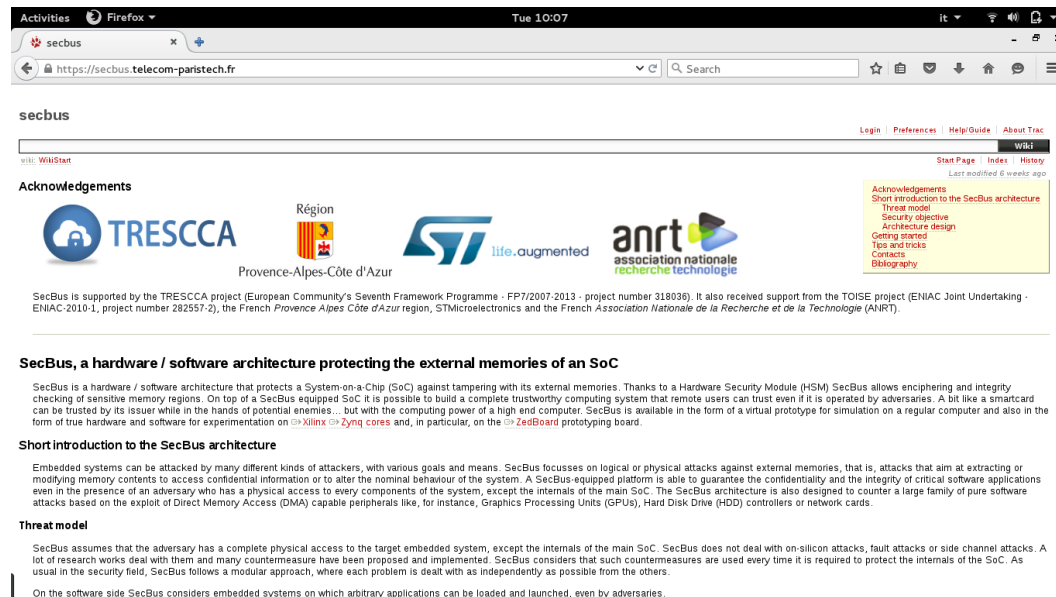 Activities Firefox Tue 10:07 it
secbus
https://secbus.telecom-paristech.fr Search
secbus
Login Preferences Help/Guide About Trac
Wiki
wiki: WikiStart Start Page Index History
Last modified 6 weeks ago
Acknowledgements
Acknowledgements
Short introduction to the SecBus architecture
Threat model
Security objective
Architecture design
Getting started
Tips and tricks
Contacts
Bibliography
TRESCCA
Région
Provence-Alpes-Côte d'Azur
ST life.augmented
anrt
association nationale
recherche technologie
SecBus is supported by the TRESCCA project (European Community's Seventh Framework Programme - FP7/2007-2013 - project number 318036). It also received support from the TOISE project (ENIAC Joint Undertaking -
ENIAC-2010-1, project number 282557-2), the French Provence Alpes Côte d'Azur region, STMicroelectronics and the French Association Nationale de la Recherche et de la Technologie (ANRT).
SecBus, a hardware / software architecture protecting the external memories of an SoC
SecBus is a hardware / software architecture that protects a System-on-a-Chip (SoC) against tampering with its external memories. Thanks to a Hardware Security Module (HSM) SecBus allows enciphering and integrity
checking of sensitive memory regions. On top of a SecBus equipped SoC it is possible to build a complete trustworthy computing system that remote users can trust even if it is operated by adversaries. A bit like a smartcard
can be trusted by its issuer while in the hands of potential enemies... but with the computing power of a high end computer. SecBus is available in the form of a virtual prototype for simulation on a regular computer and also in the
form of true hardware and software for experimentation on Xilinx Zynq cores and, in particular, on the ZedBoard prototyping board.
Short introduction to the SecBus architecture
Embedded systems can be attacked by many different kinds of attackers, with various goals and means. SecBus focusses on logical or physical attacks against external memories, that is, attacks that aim at extracting or
modifying memory contents to access confidential information or to alter the nominal behaviour of the system. A SecBus-equipped platform is able to guarantee the confidentiality and the integrity of critical software applications
even in the presence of an adversary who has a physical access to every components of the system, except the internals of the main SoC. The SecBus architecture is also designed to counter a large family of pure software
attacks based on the exploit of Direct Memory Access (DMA) capable peripherals like, for instance, Graphics Processing Units (GPUs), Hard Disk Drive (HDD) controllers or network cards.
Threat model
SecBus assumes that the adversary has a complete physical access to the target embedded system, except the internals of the main SoC. SecBus does not deal with on-silicon attacks, fault attacks or side channel attacks. A
lot of research works deal with them and many countermeasure have been proposed and implemented. SecBus considers that such countermeasures are used every time it is required to protect the internals of the SoC. As
usual in the security field, SecBus follows a modular approach, where each problem is dealt with as independently as possible from the others.
On the software side SecBus considers embedded systems on which arbitrary applications can be loaded and launched, even by adversaries.